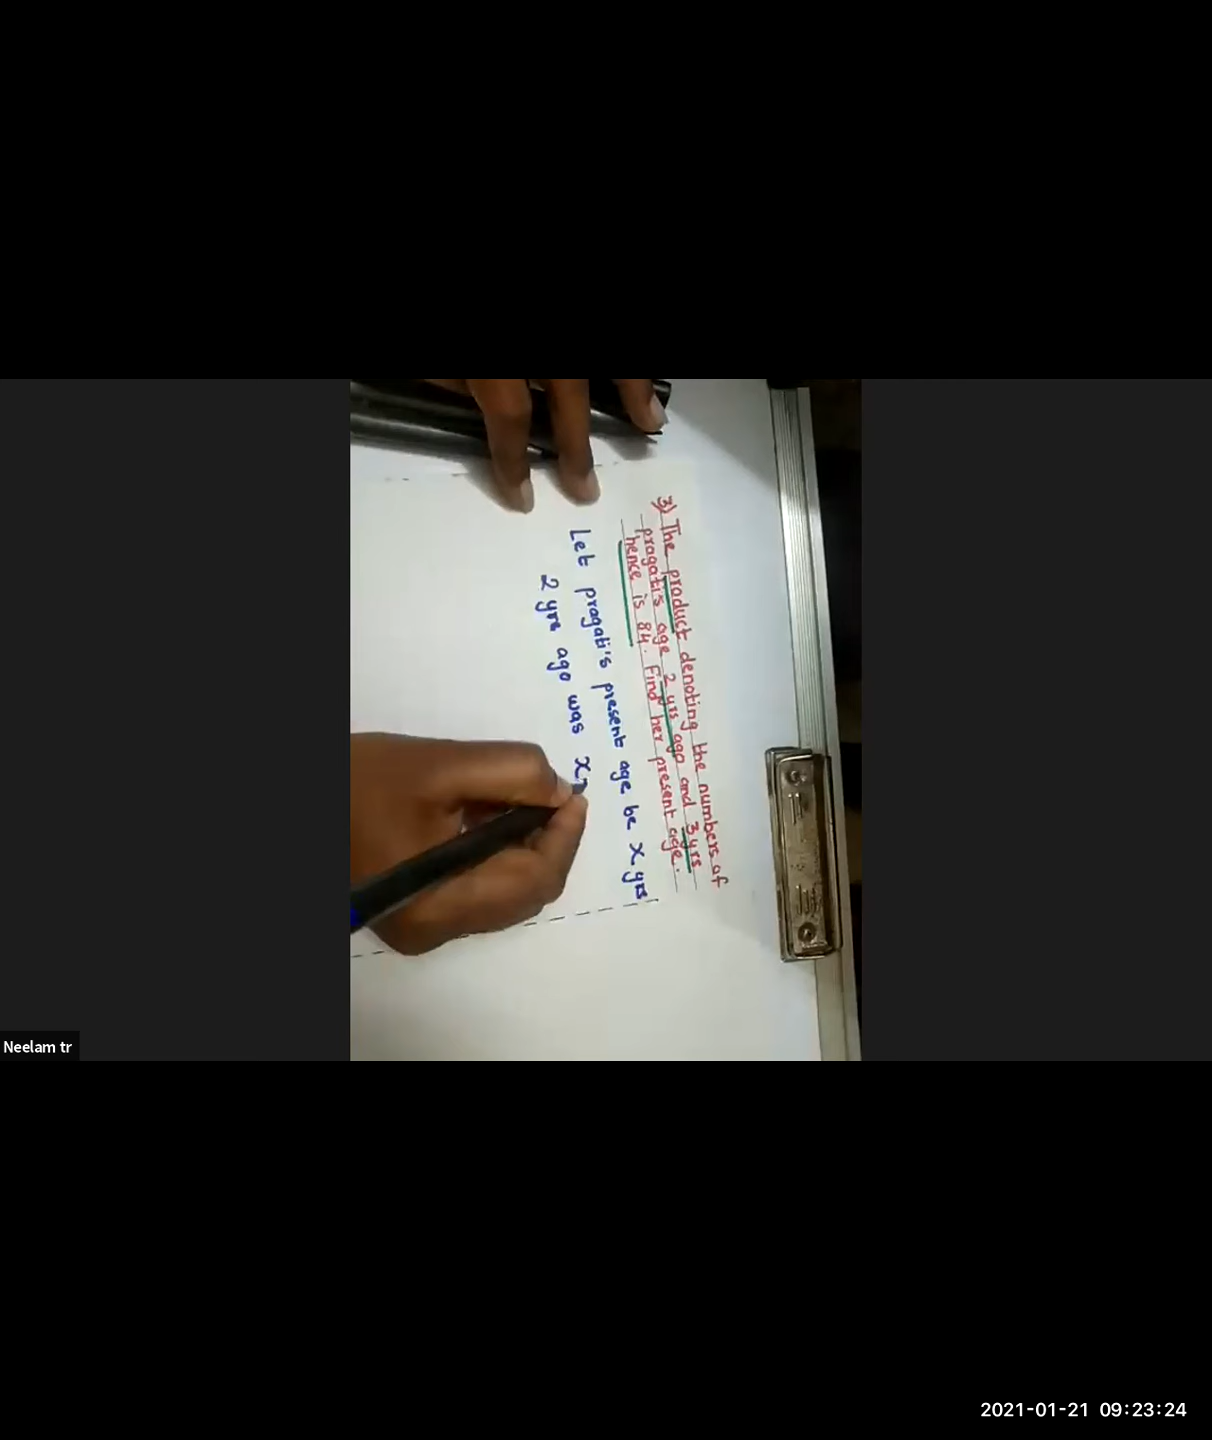 3) The product denoting the numbers of
pragati's age 2 yrs ago and 3 yrs
hence is 84. Find her present age.
Let pragati's present age be x yrs
2 yrs ago was x
Neelam tr
2021-01-21 09:23:24